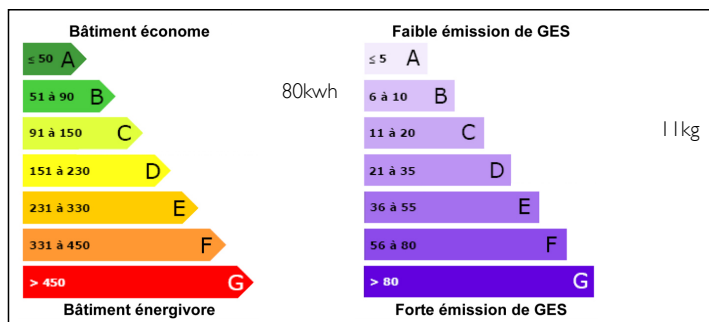 Bâtiment économe
≤ 50 A
51 à 90 B
91 à 150 C
151 à 230 D
231 à 330 E
331 à 450 F
> 450 G
Bâtiment énergivore
80kwh
Faible émission de GES
≤ 5 A
6 à 10 B
11 à 20 C
21 à 35 D
36 à 55 E
56 à 80 F
> 80 G
Forte émission de GES
11kg